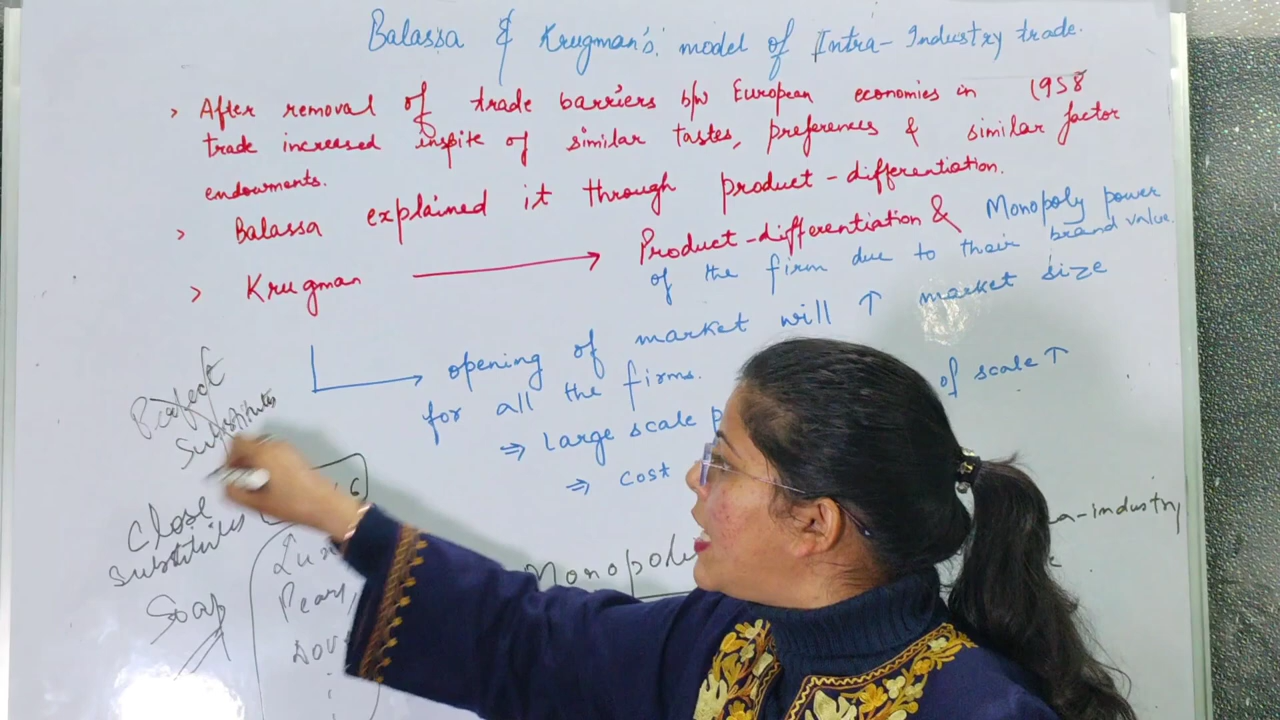 Balassa & Krugman's model of Intra-Industry trade.
> After removal of trade barriers b/w European economies in 1958
trade increased inspite of similar tastes, preferences & similar factor
endowments.
> Balassa explained it through product-differentiation.
> Krugman → Product-differentiation & Monopoly power
of the firm due to their brand value.
→ opening of market will ↑ market size
for all the firms.
⇒ large scale of scale ↑
⇒ cost
Perfect
Substitutes
Close
substitutes
Soap
Pears,
Dov
:
Monopoli
a-industry